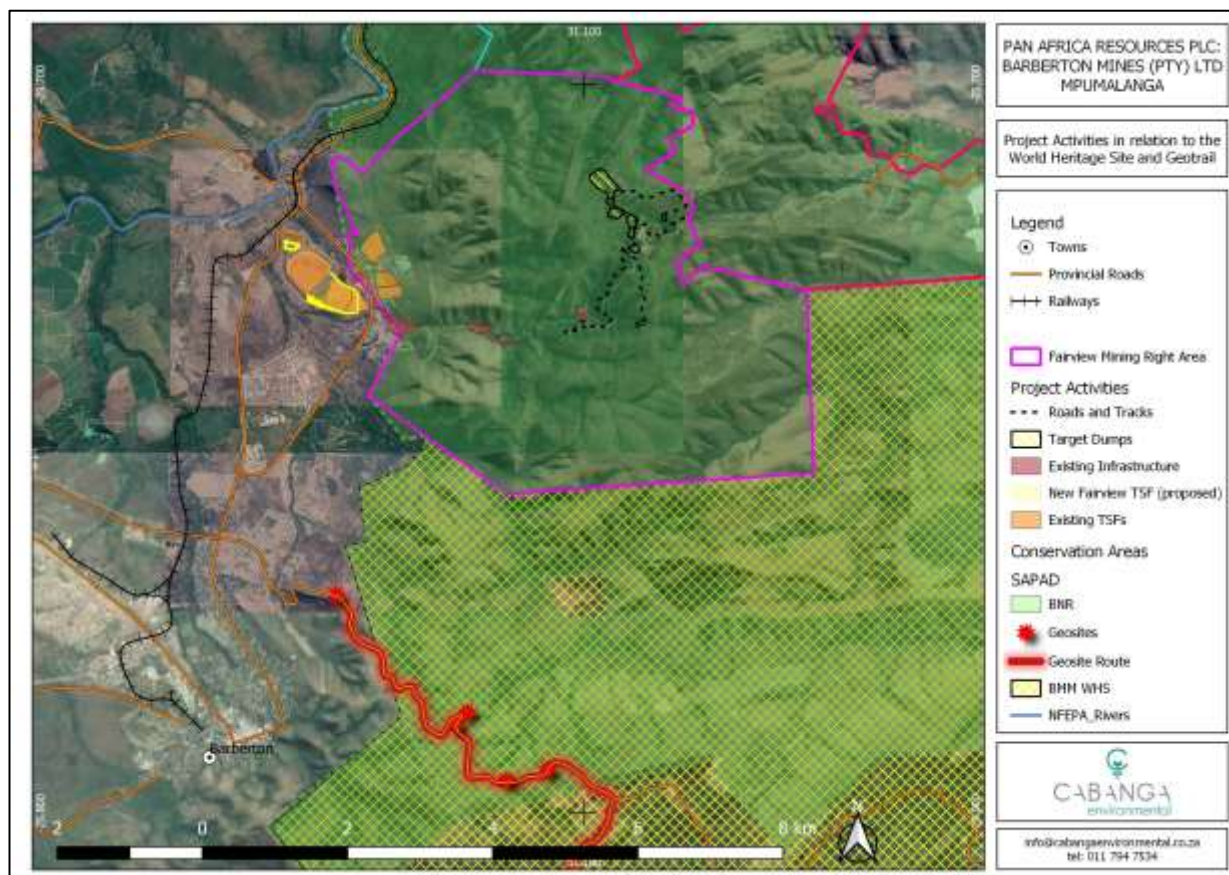 PAN AFRICA RESOURCES PLC:
BARBERTON MINES (PTY) LTD
MPUMALANGA
Project Activities in relation to the
World Heritage Site and Geotrail
Legend
Towns
Provincial Roads
Railways
Fairview Mining Right Area
Project Activities
Roads and Tracks
Target Dumps
Existing Infrastructure
New Fairview TSF (proposed)
Existing TSFs
Conservation Areas
SAPAD
BNR
Geosites
Geosite Route
BMM WHS
NFEPA_Rivers
CABANGA
environmental
info@cabangaenvironmental.co.za
tel: 011 794 7534
31.100
Barberton
N
2 0 2 4 6 8 km